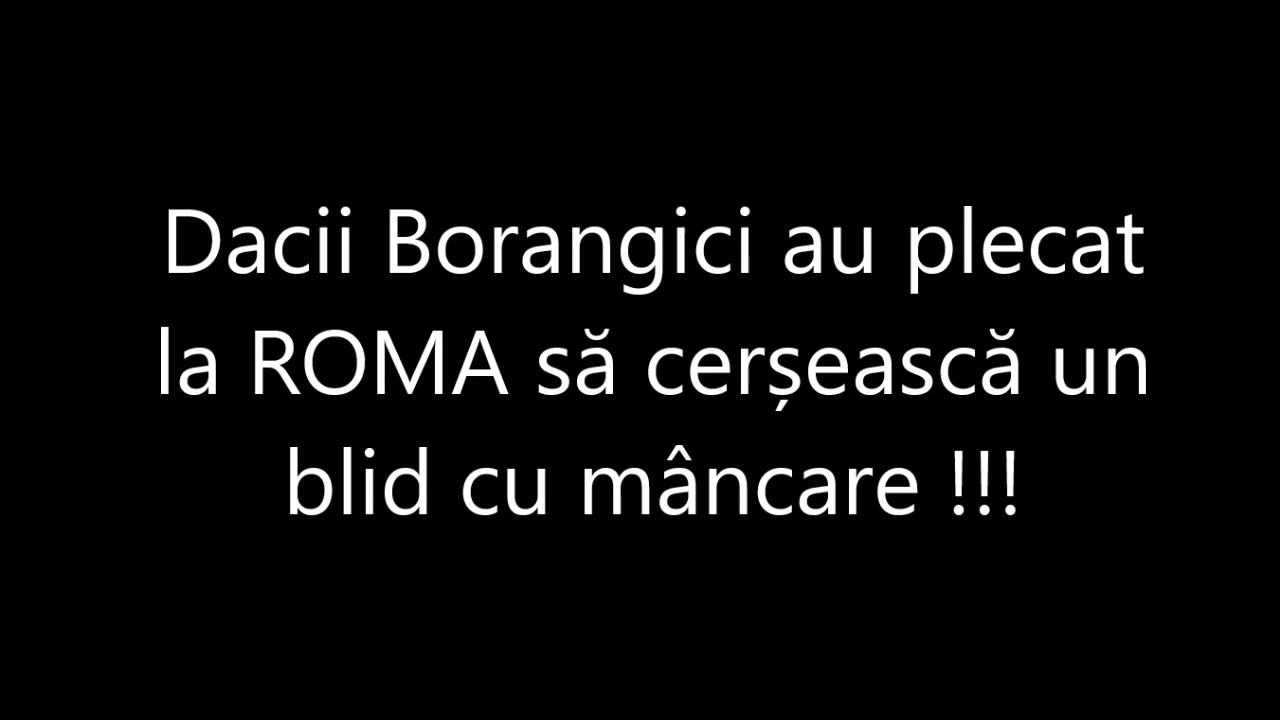 Dacii Borangici au plecat
la ROMA să cerșească un
blid cu mâncare !!!